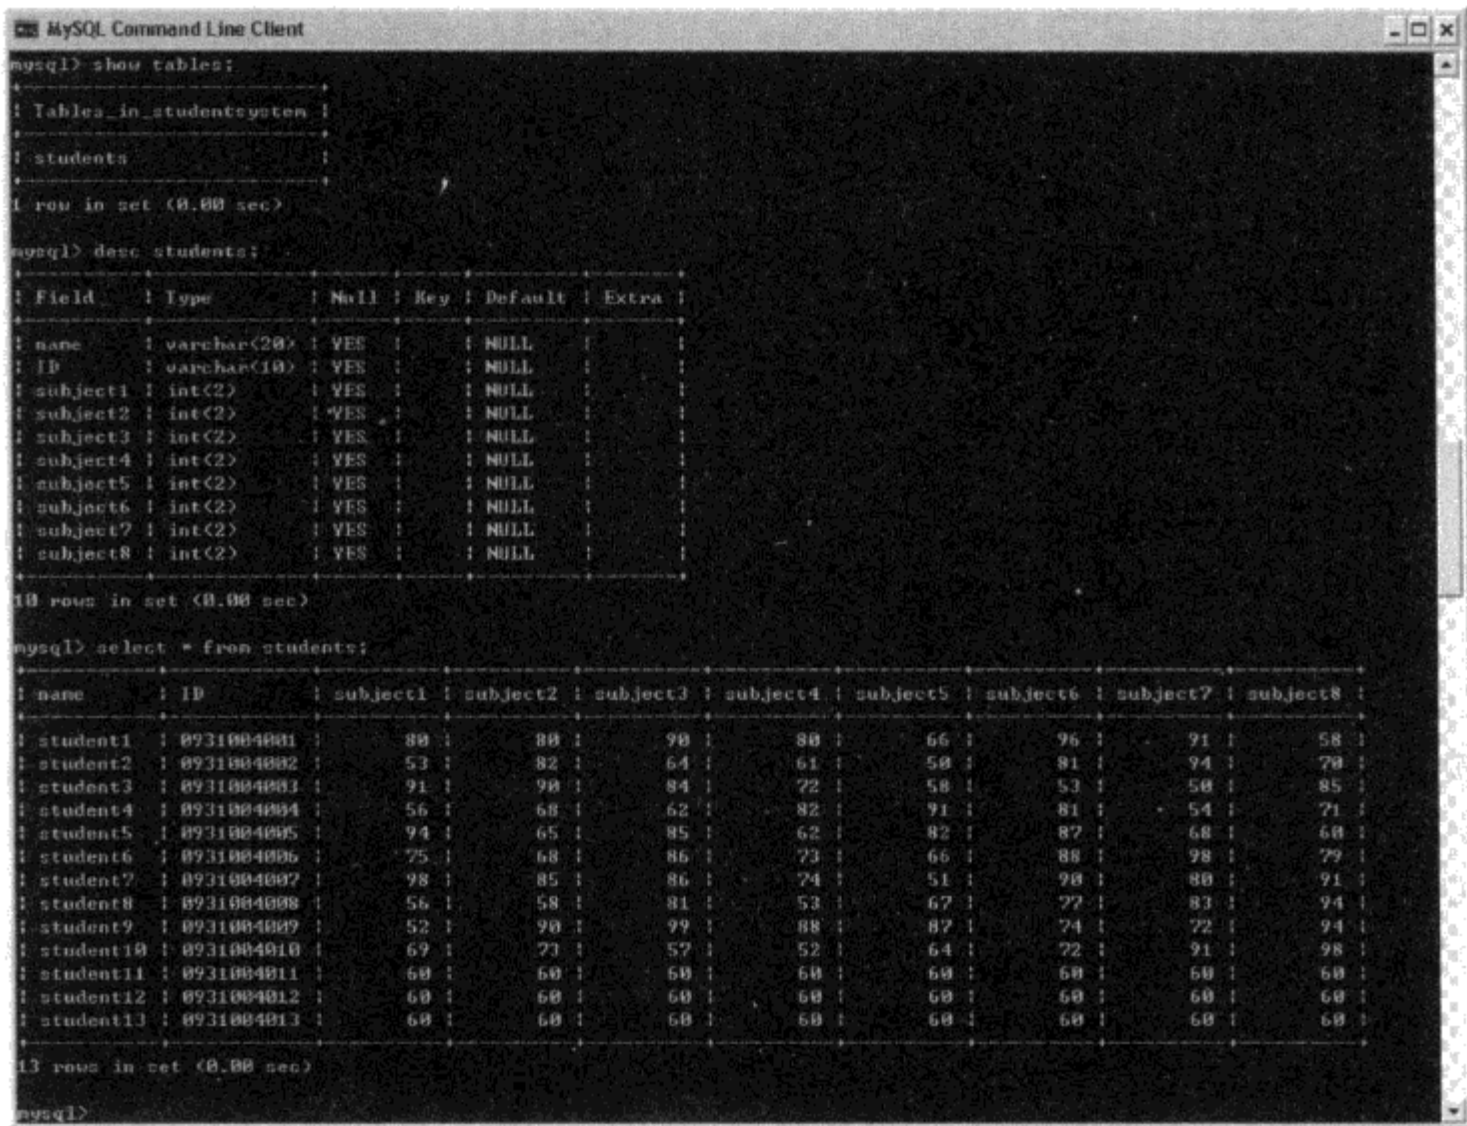 MySQL Command Line Client
mysql> show tables;
| Tables_in_studentsystem |
| students |
1 row in set (0.00 sec)
mysql> desc students;
| Field | Type | Null | Key | Default | Extra |
| name | varchar(20) | YES | | NULL | |
| ID | varchar(10) | YES | | NULL | |
| subject1 | int(2) | YES | | NULL | |
| subject2 | int(2) | YES | | NULL | |
| subject3 | int(2) | YES | | NULL | |
| subject4 | int(2) | YES | | NULL | |
| subject5 | int(2) | YES | | NULL | |
| subject6 | int(2) | YES | | NULL | |
| subject7 | int(2) | YES | | NULL | |
| subject8 | int(2) | YES | | NULL | |
10 rows in set (0.00 sec)
mysql> select * from students;
| name | ID | subject1 | subject2 | subject3 | subject4 | subject5 | subject6 | subject7 | subject8 |
| student1 | 0931004001 | 80 | 80 | 90 | 80 | 66 | 96 | 91 | 58 |
| student2 | 0931004002 | 53 | 82 | 64 | 61 | 50 | 81 | 94 | 70 |
| student3 | 0931004003 | 91 | 90 | 84 | 72 | 58 | 53 | 50 | 85 |
| student4 | 0931004004 | 56 | 68 | 62 | 82 | 91 | 81 | 54 | 71 |
| student5 | 0931004005 | 94 | 65 | 85 | 62 | 82 | 87 | 68 | 60 |
| student6 | 0931004006 | 75 | 68 | 86 | 73 | 66 | 88 | 98 | 79 |
| student7 | 0931004007 | 98 | 85 | 86 | 74 | 51 | 90 | 80 | 91 |
| student8 | 0931004008 | 56 | 58 | 81 | 53 | 67 | 77 | 83 | 94 |
| student9 | 0931004009 | 52 | 90 | 99 | 88 | 87 | 74 | 72 | 94 |
| student10 | 0931004010 | 69 | 73 | 57 | 52 | 64 | 72 | 91 | 98 |
| student11 | 0931004011 | 60 | 60 | 60 | 60 | 60 | 60 | 60 | 60 |
| student12 | 0931004012 | 60 | 60 | 60 | 60 | 60 | 60 | 60 | 60 |
| student13 | 0931004013 | 60 | 60 | 60 | 60 | 60 | 60 | 60 | 60 |
13 rows in set (0.00 sec)
mysql>